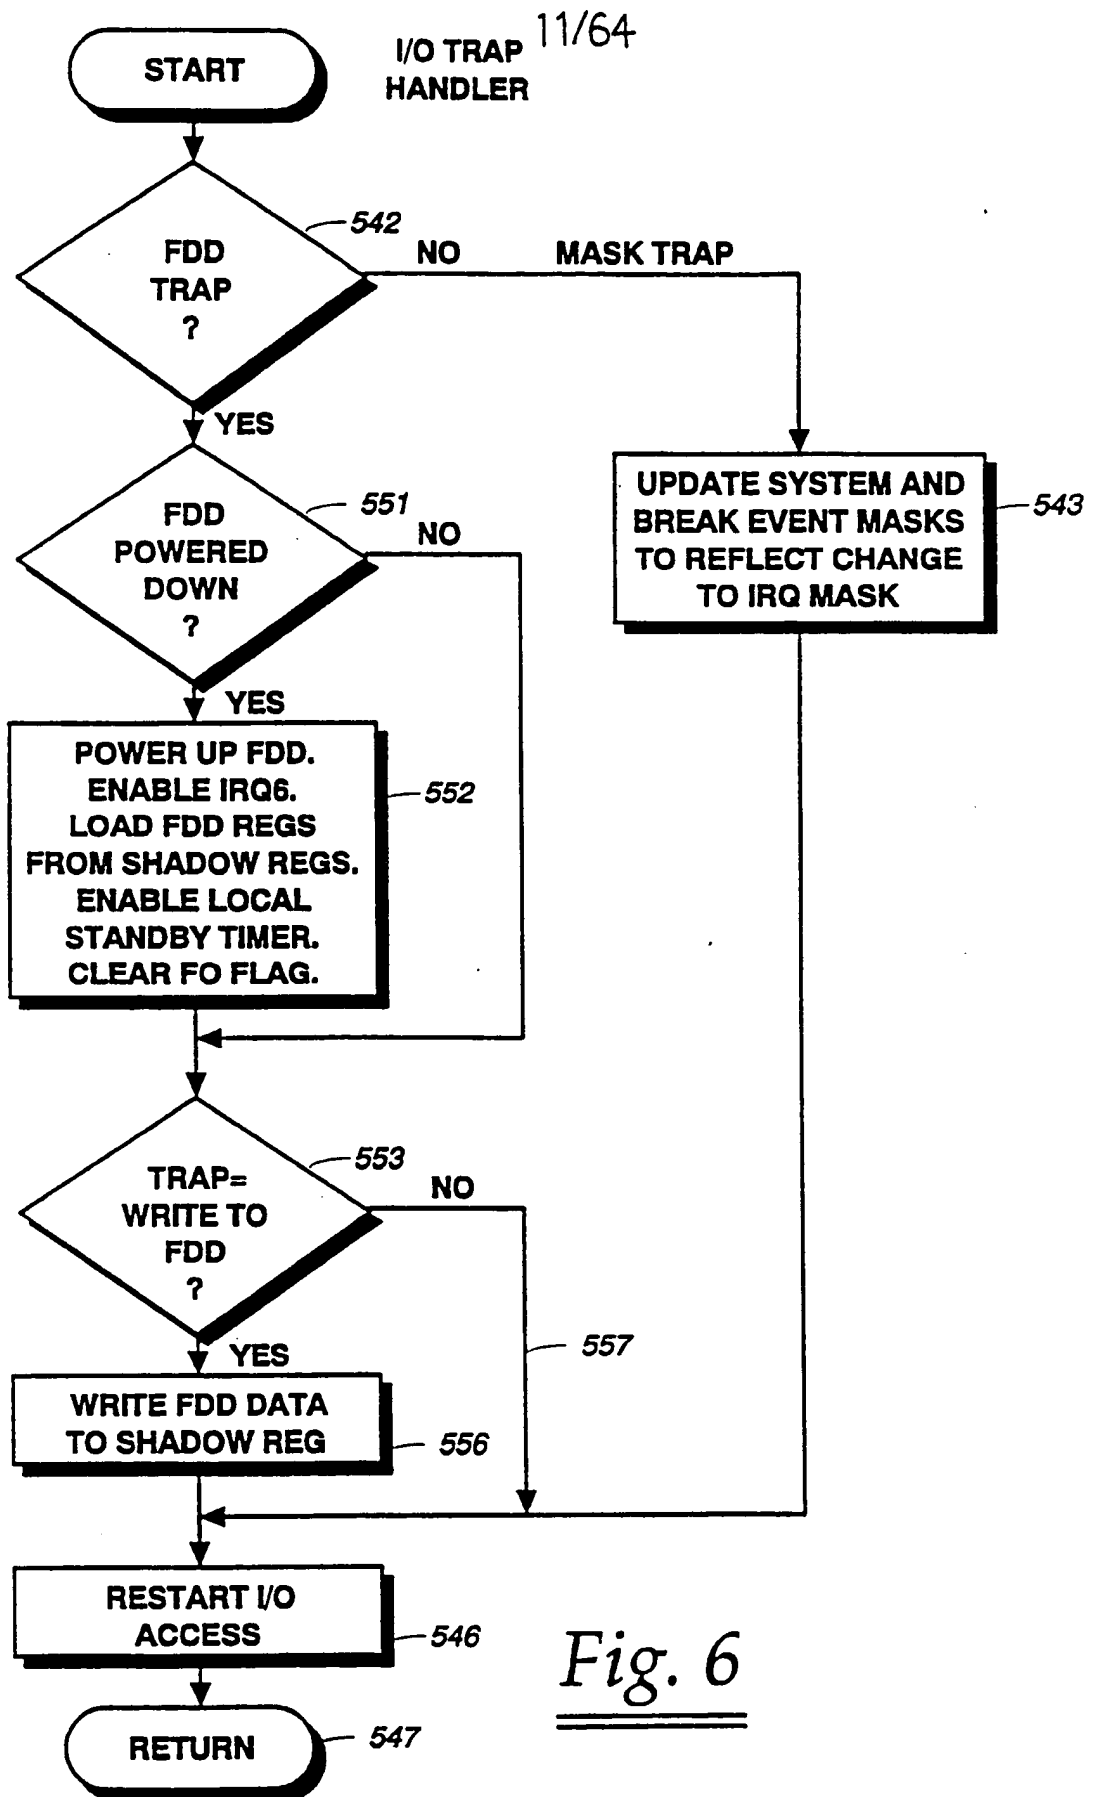 11/64
START
I/O TRAP
HANDLER
542
FDD
TRAP
?
NO
MASK TRAP
YES
551
FDD
POWERED
DOWN
?
NO
UPDATE SYSTEM AND
BREAK EVENT MASKS
TO REFLECT CHANGE
TO IRQ MASK
543
YES
POWER UP FDD.
ENABLE IRQ6.
LOAD FDD REGS
FROM SHADOW REGS.
ENABLE LOCAL
STANDBY TIMER.
CLEAR FO FLAG.
552
553
TRAP=
WRITE TO
FDD
?
NO
557
YES
WRITE FDD DATA
TO SHADOW REG
556
RESTART I/O
ACCESS
546
RETURN
547
Fig. 6